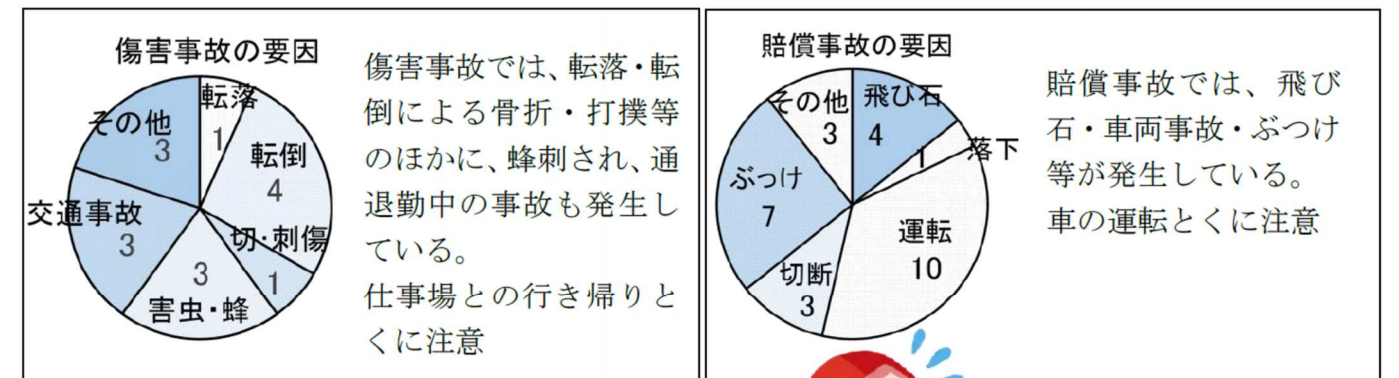 傷害事故の要因
転落
1
転倒
4
切・刺傷
1
害虫・蜂
3
交通事故
3
その他
3
傷害事故では、転落・転
倒による骨折・打撲等
のほかに、蜂刺され、通
退勤中の事故も発生し
ている。
仕事場との行き帰りと
くに注意
賠償事故の要因
飛び石
4
落下
1
運転
10
切断
3
ぶつけ
7
その他
3
賠償事故では、飛び
石・車両事故・ぶつけ
等が発生している。
車の運転とくに注意